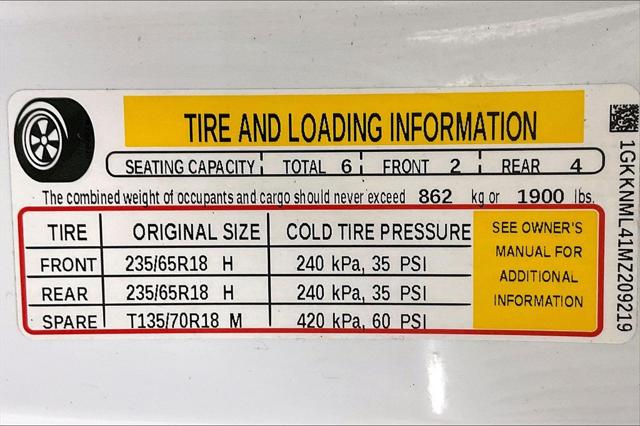 TIRE AND LOADING INFORMATION
SEATING CAPACITY TOTAL 6 FRONT 2 REAR 4
The combined weight of occupants and cargo should never exceed 862 kg or 1900 lbs.
TIRE ORIGINAL SIZE COLD TIRE PRESSURE
FRONT 235/65R18 H 240 kPa, 35 PSI
REAR 235/65R18 H 240 kPa, 35 PSI
SPARE T135/70R18 M 420 kPa, 60 PSI
SEE OWNER'S
MANUAL FOR
ADDITIONAL
INFORMATION
1GKKNML41MZ209219